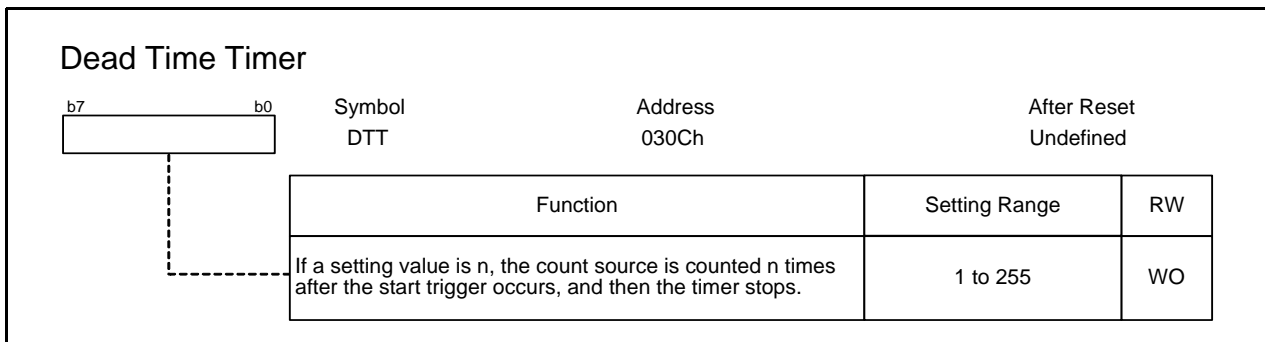 Dead Time Timer
b7 b0 Symbol Address After Reset
DTT 030Ch Undefined
Function Setting Range RW
If a setting value is n, the count source is counted n times
after the start trigger occurs, and then the timer stops.
1 to 255 WO